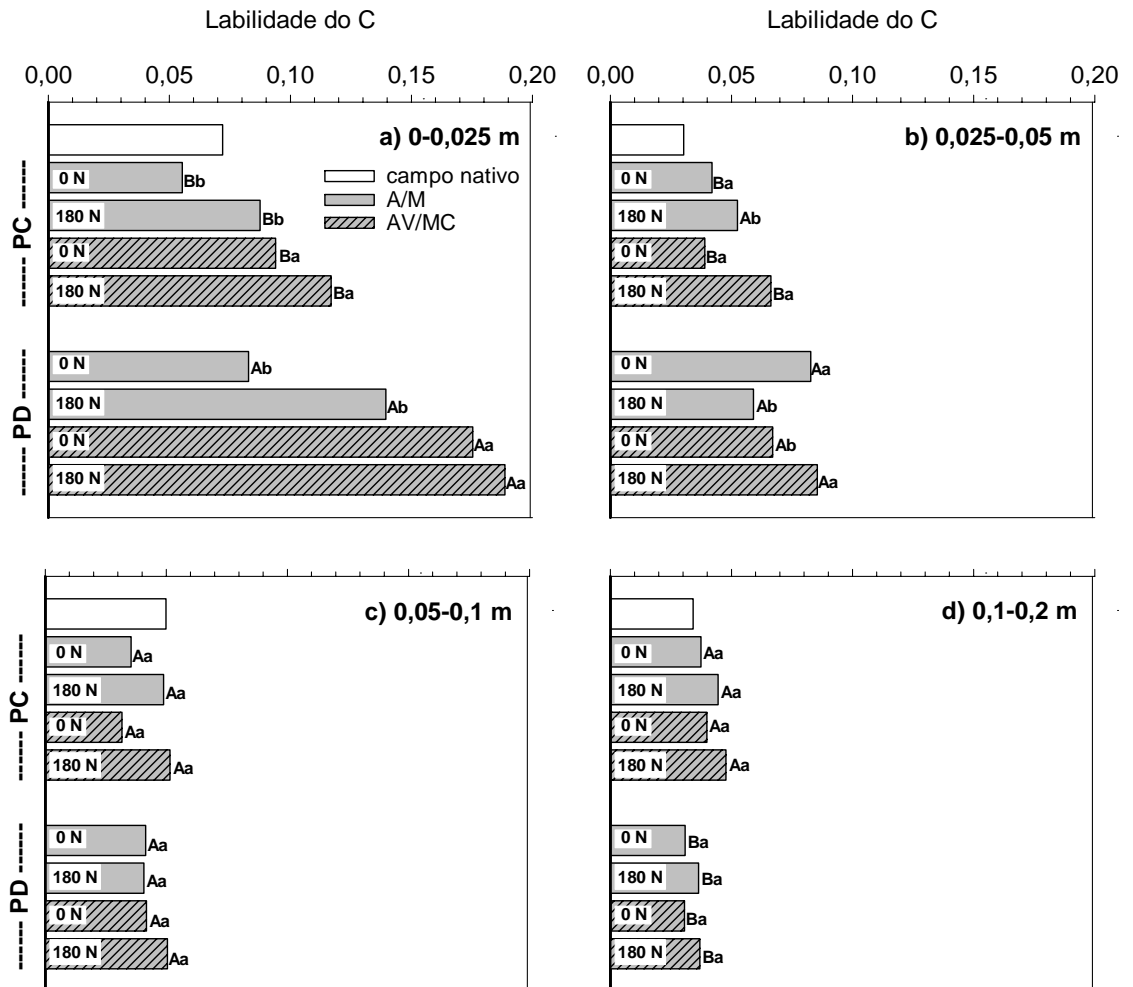 Labilidade do C
Labilidade do C
0,00 0,05 0,10 0,15 0,20
0,00 0,05 0,10 0,15 0,20
a) 0-0,025 m
campo nativo
A/M
AV/MC
------ PC ------
0 N Bb
180 N Bb
0 N Ba
180 N Ba
------ PD ------
0 N Ab
180 N Ab
0 N Aa
180 N Aa
b) 0,025-0,05 m
0 N Ba
180 N Ab
0 N Ba
180 N Ba
0 N Aa
180 N Ab
0 N Ab
180 N Aa
c) 0,05-0,1 m
------ PC ------
0 N Aa
180 N Aa
0 N Aa
180 N Aa
------ PD ------
0 N Aa
180 N Aa
0 N Aa
180 N Aa
d) 0,1-0,2 m
0 N Aa
180 N Aa
0 N Aa
180 N Aa
0 N Ba
180 N Ba
0 N Ba
180 N Ba